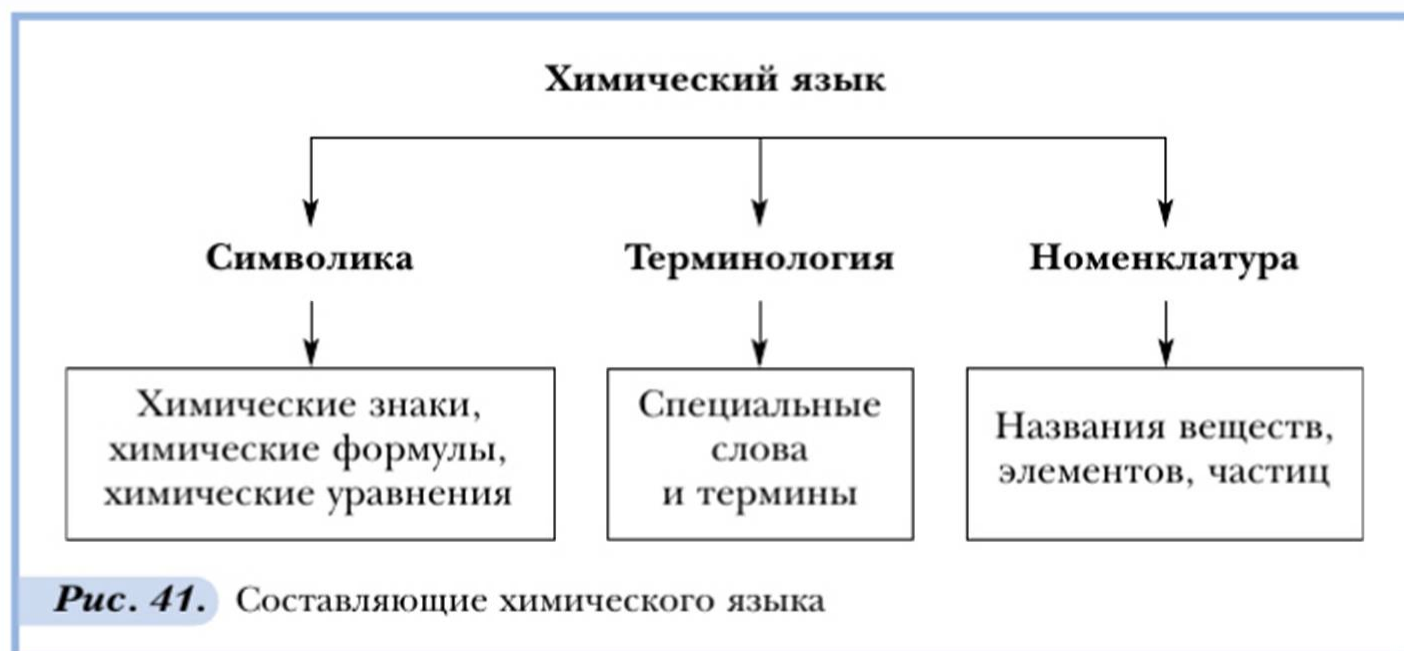 Химический язык
Символика
Терминология
Номенклатура
Химические знаки,
химические формулы,
химические уравнения
Специальные
слова
и термины
Названия веществ,
элементов, частиц
Рис. 41. Составляющие химического языка